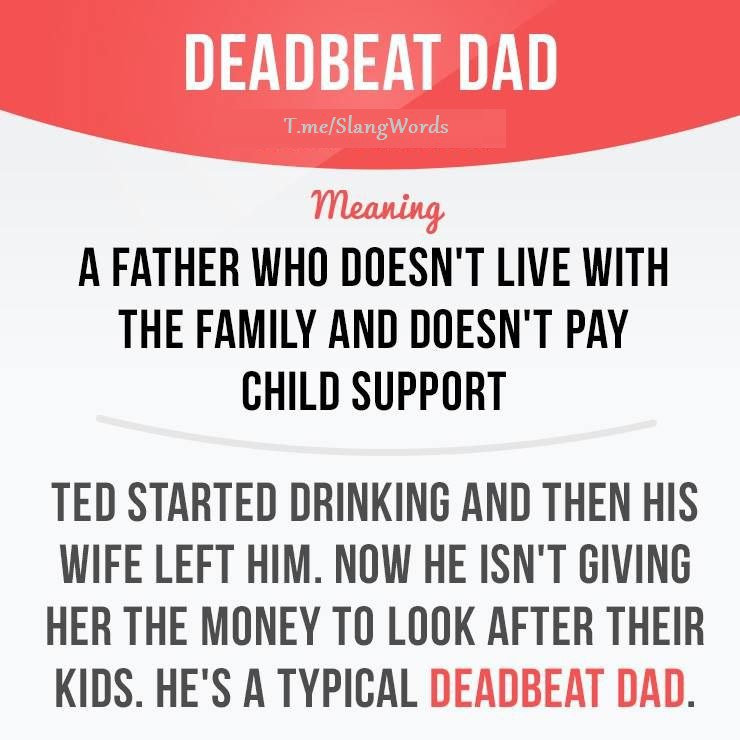 DEADBEAT DAD
T.me/SlangWords
Meaning
A FATHER WHO DOESN'T LIVE WITH
THE FAMILY AND DOESN'T PAY
CHILD SUPPORT
TED STARTED DRINKING AND THEN HIS
WIFE LEFT HIM. NOW HE ISN'T GIVING
HER THE MONEY TO LOOK AFTER THEIR
KIDS. HE'S A TYPICAL DEADBEAT DAD.